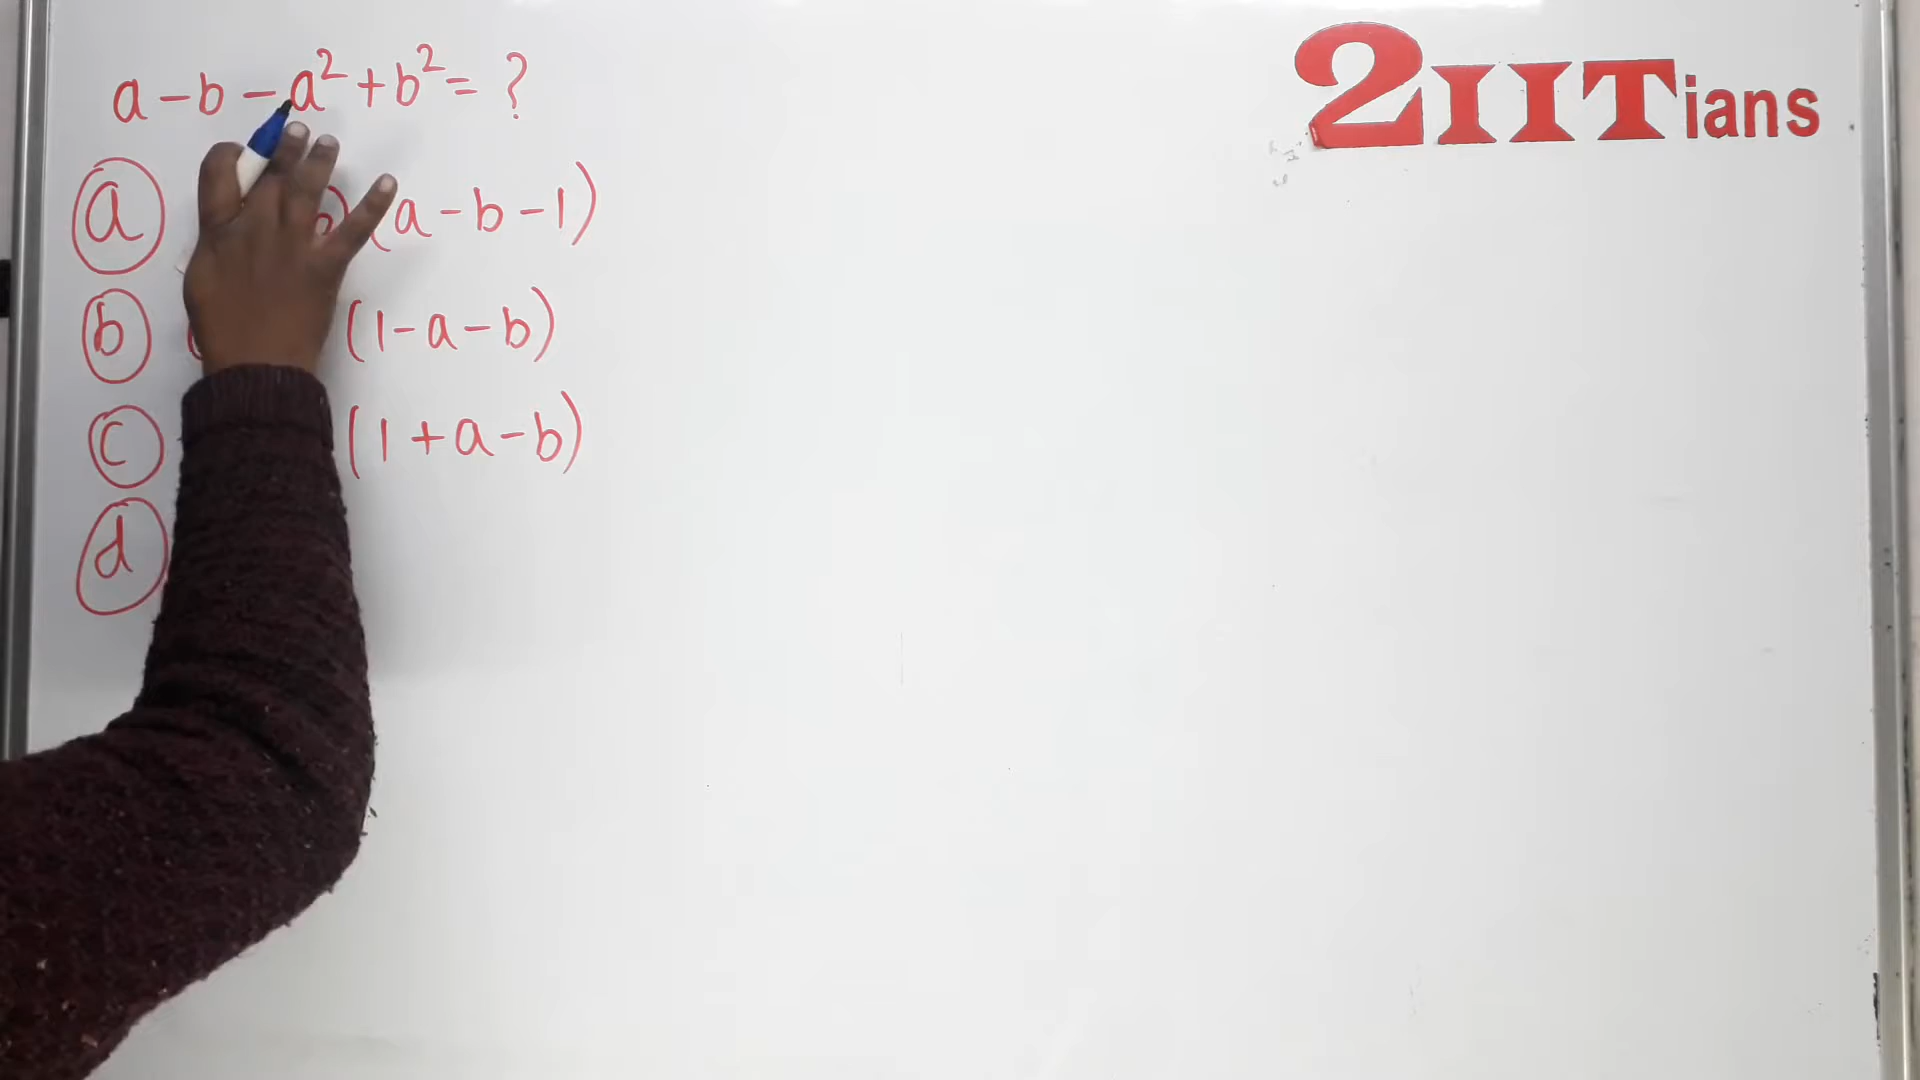 a - b - a² + b² = ?
2IITians
a b) (a - b - 1)
b ( (1 - a - b)
c (1 + a - b)
d